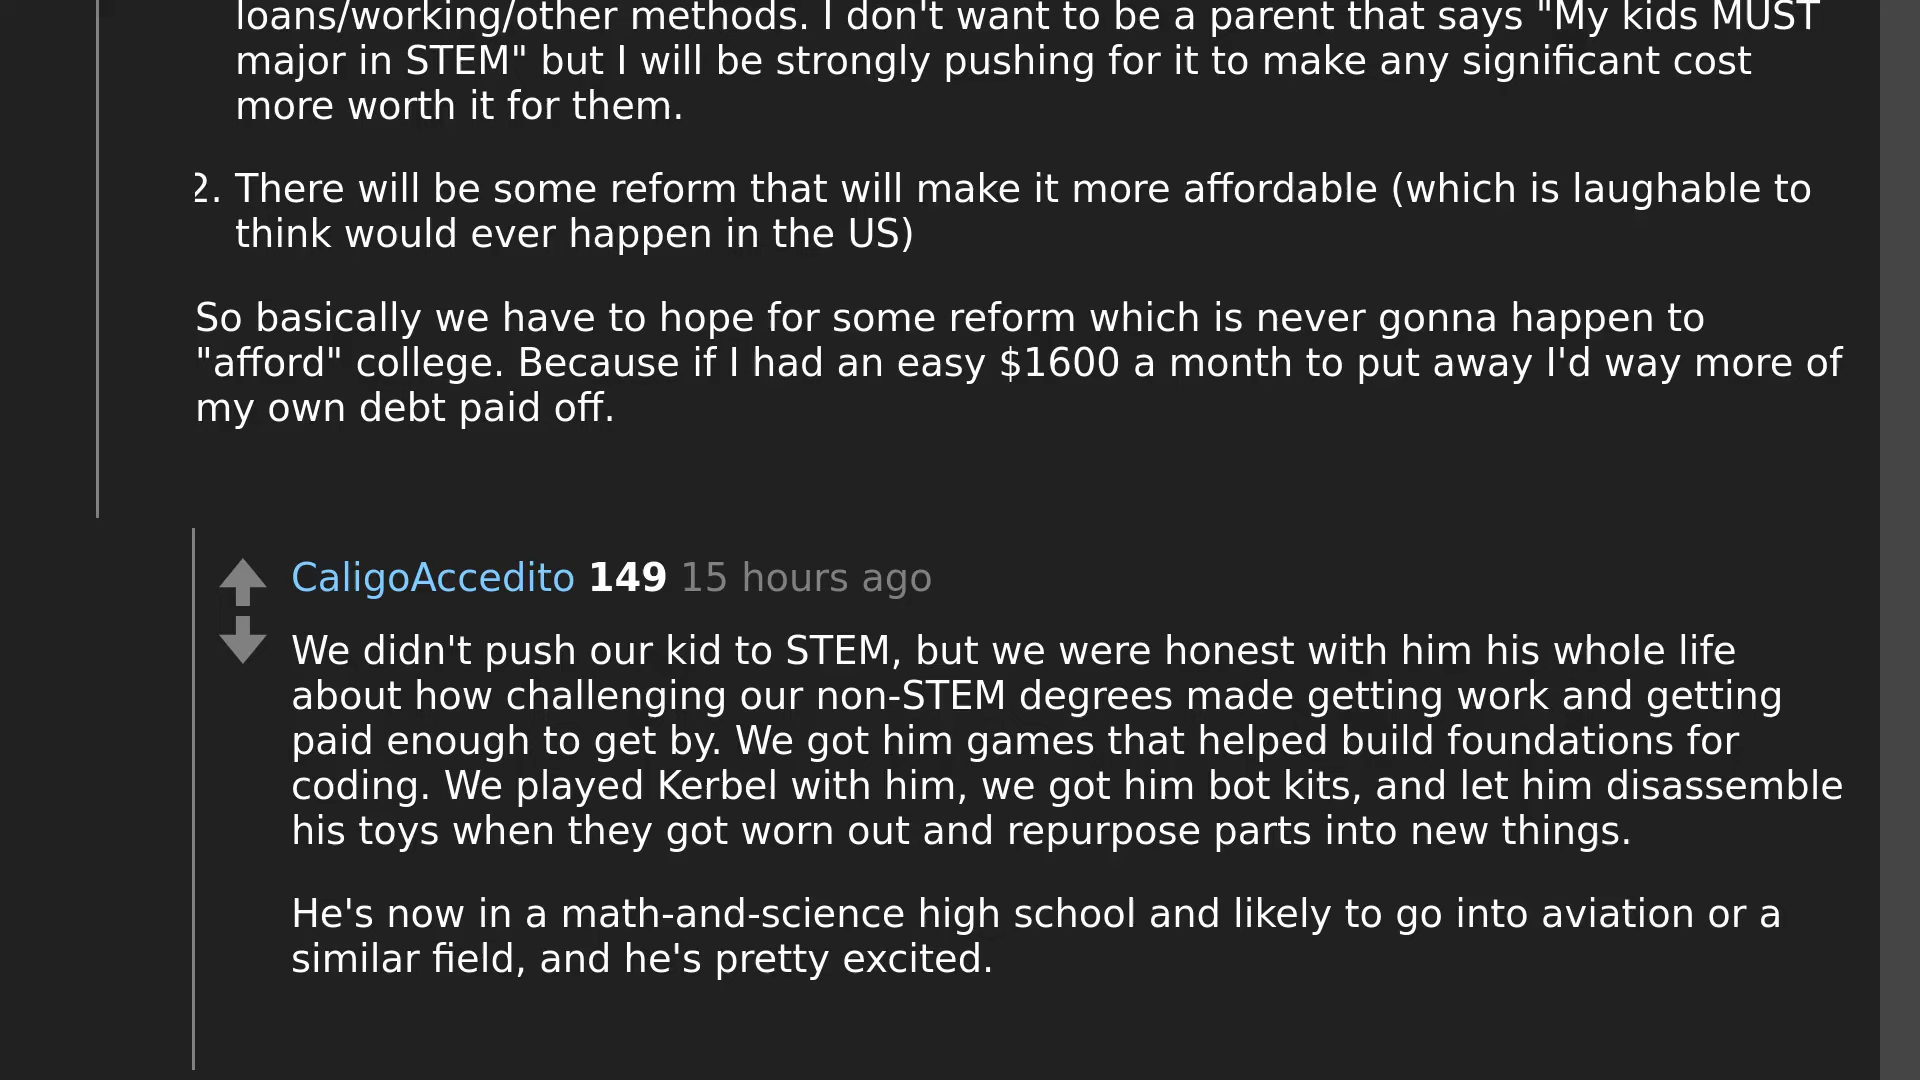 loans/working/other methods. I don't want to be a parent that says "My kids MUST
major in STEM" but I will be strongly pushing for it to make any significant cost
more worth it for them.
2. There will be some reform that will make it more affordable (which is laughable to
think would ever happen in the US)
So basically we have to hope for some reform which is never gonna happen to
"afford" college. Because if I had an easy $1600 a month to put away I'd way more of
my own debt paid off.
CaligoAccedito 149 15 hours ago
We didn't push our kid to STEM, but we were honest with him his whole life
about how challenging our non-STEM degrees made getting work and getting
paid enough to get by. We got him games that helped build foundations for
coding. We played Kerbel with him, we got him bot kits, and let him disassemble
his toys when they got worn out and repurpose parts into new things.
He's now in a math-and-science high school and likely to go into aviation or a
similar field, and he's pretty excited.